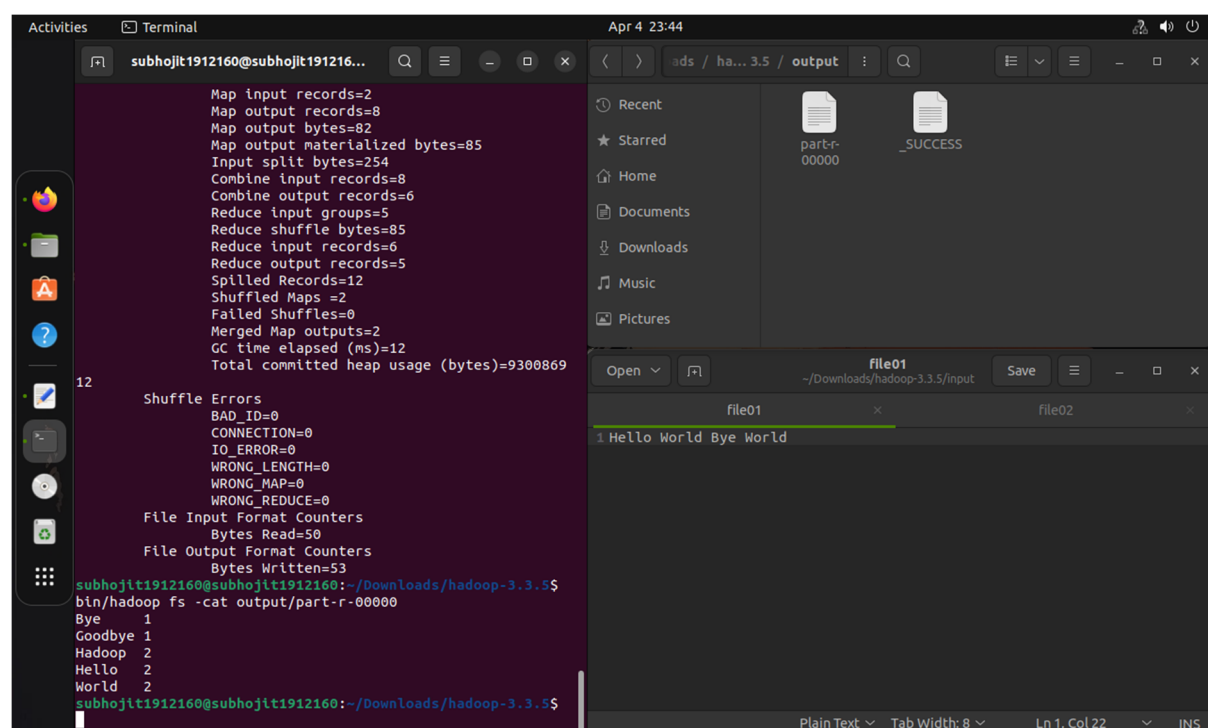 Activities Terminal Apr 4 23:44
subhojit1912160@subhojit191216...
Map input records=2
Map output records=8
Map output bytes=82
Map output materialized bytes=85
Input split bytes=254
Combine input records=8
Combine output records=6
Reduce input groups=5
Reduce shuffle bytes=85
Reduce input records=6
Reduce output records=5
Spilled Records=12
Shuffled Maps =2
Failed Shuffles=0
Merged Map outputs=2
GC time elapsed (ms)=12
Total committed heap usage (bytes)=9300869
12
Shuffle Errors
BAD_ID=0
CONNECTION=0
IO_ERROR=0
WRONG_LENGTH=0
WRONG_MAP=0
WRONG_REDUCE=0
File Input Format Counters
Bytes Read=50
File Output Format Counters
Bytes Written=53
subhojit1912160@subhojit1912160:~/Downloads/hadoop-3.3.5$
bin/hadoop fs -cat output/part-r-00000
Bye 1
Goodbye 1
Hadoop 2
Hello 2
World 2
subhojit1912160@subhojit1912160:~/Downloads/hadoop-3.3.5$
ads / ha... 3.5 / output
Recent
Starred
Home
Documents
Downloads
Music
Pictures
part-r-
00000
_SUCCESS
Open file01 Save
~/Downloads/hadoop-3.3.5/input
file01 file02
1 Hello World Bye World
Plain Text Tab Width: 8 Ln 1, Col 22 INS